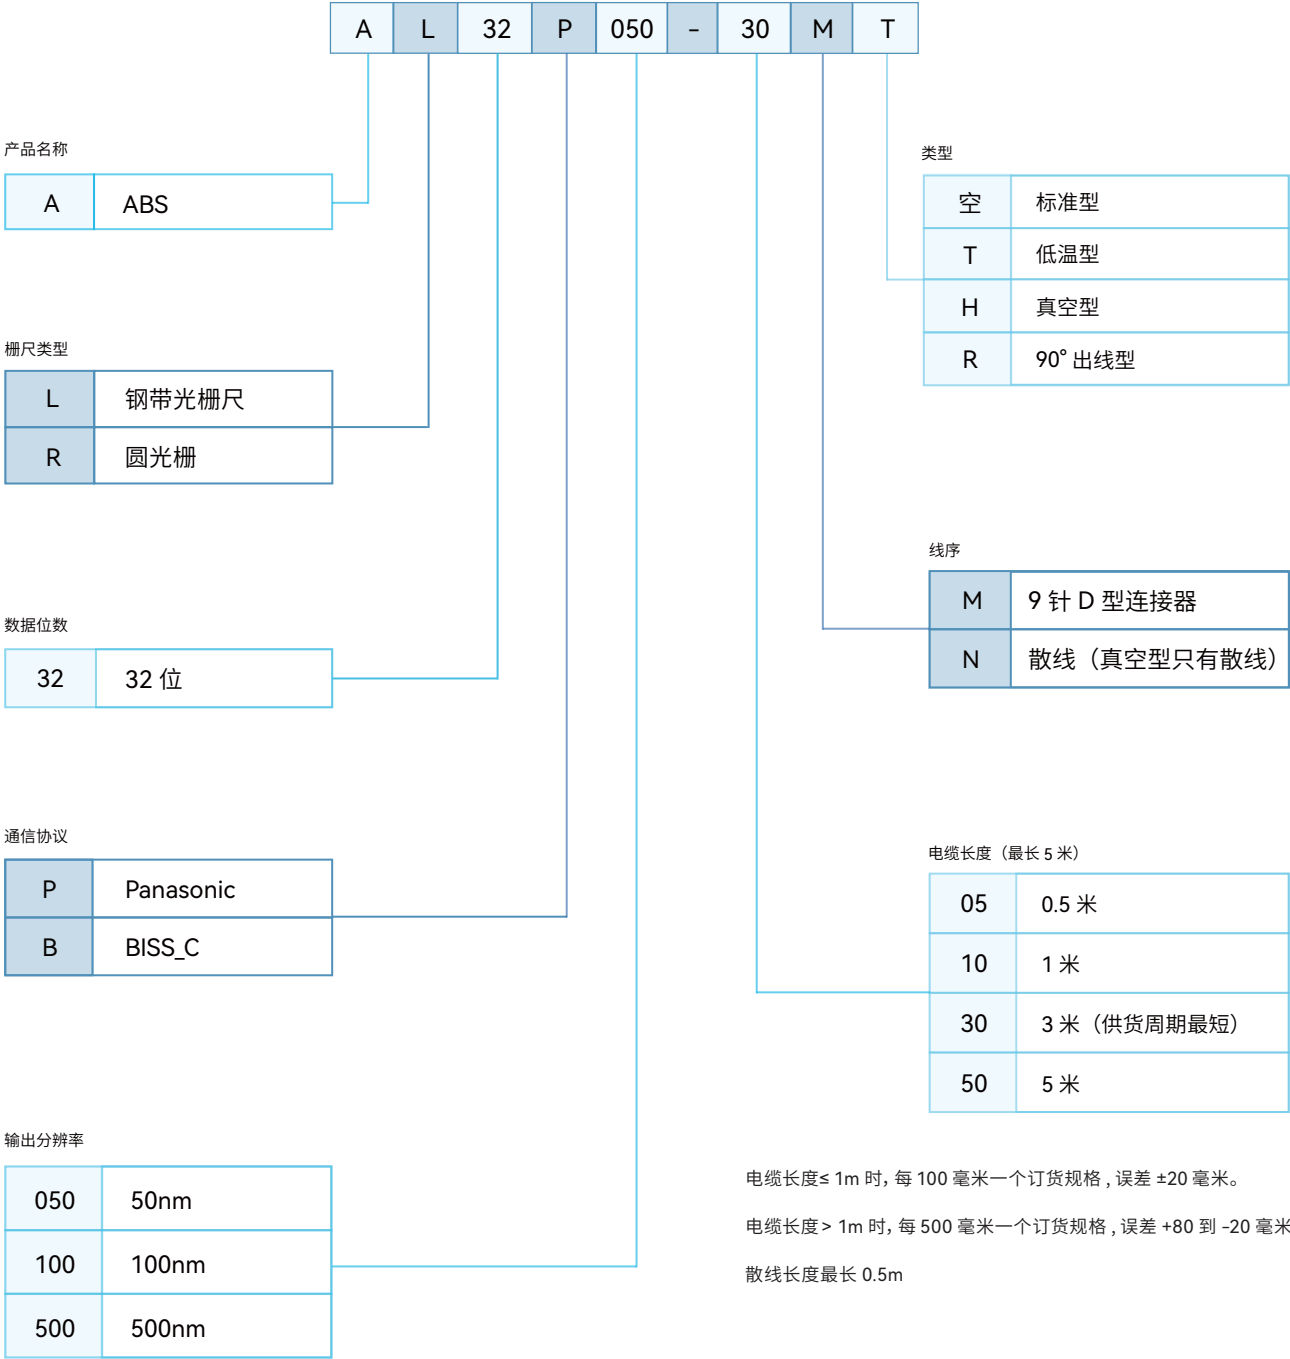 A L 32 P 050 - 30 M T
产品名称
A ABS
栅尺类型
L 钢带光栅尺
R 圆光栅
数据位数
32 32 位
通信协议
P Panasonic
B BISS_C
输出分辨率
050 50nm
100 100nm
500 500nm
类型
空 标准型
T 低温型
H 真空型
R 90° 出线型
线序
M 9 针 D 型连接器
N 散线（真空型只有散线）
电缆长度（最长 5 米）
05 0.5 米
10 1 米
30 3 米（供货周期最短）
50 5 米
电缆长度≤ 1m 时，每 100 毫米一个订货规格 , 误差 ±20 毫米。
电缆长度 > 1m 时，每 500 毫米一个订货规格 , 误差 +80 到 -20 毫米
散线长度最长 0.5m